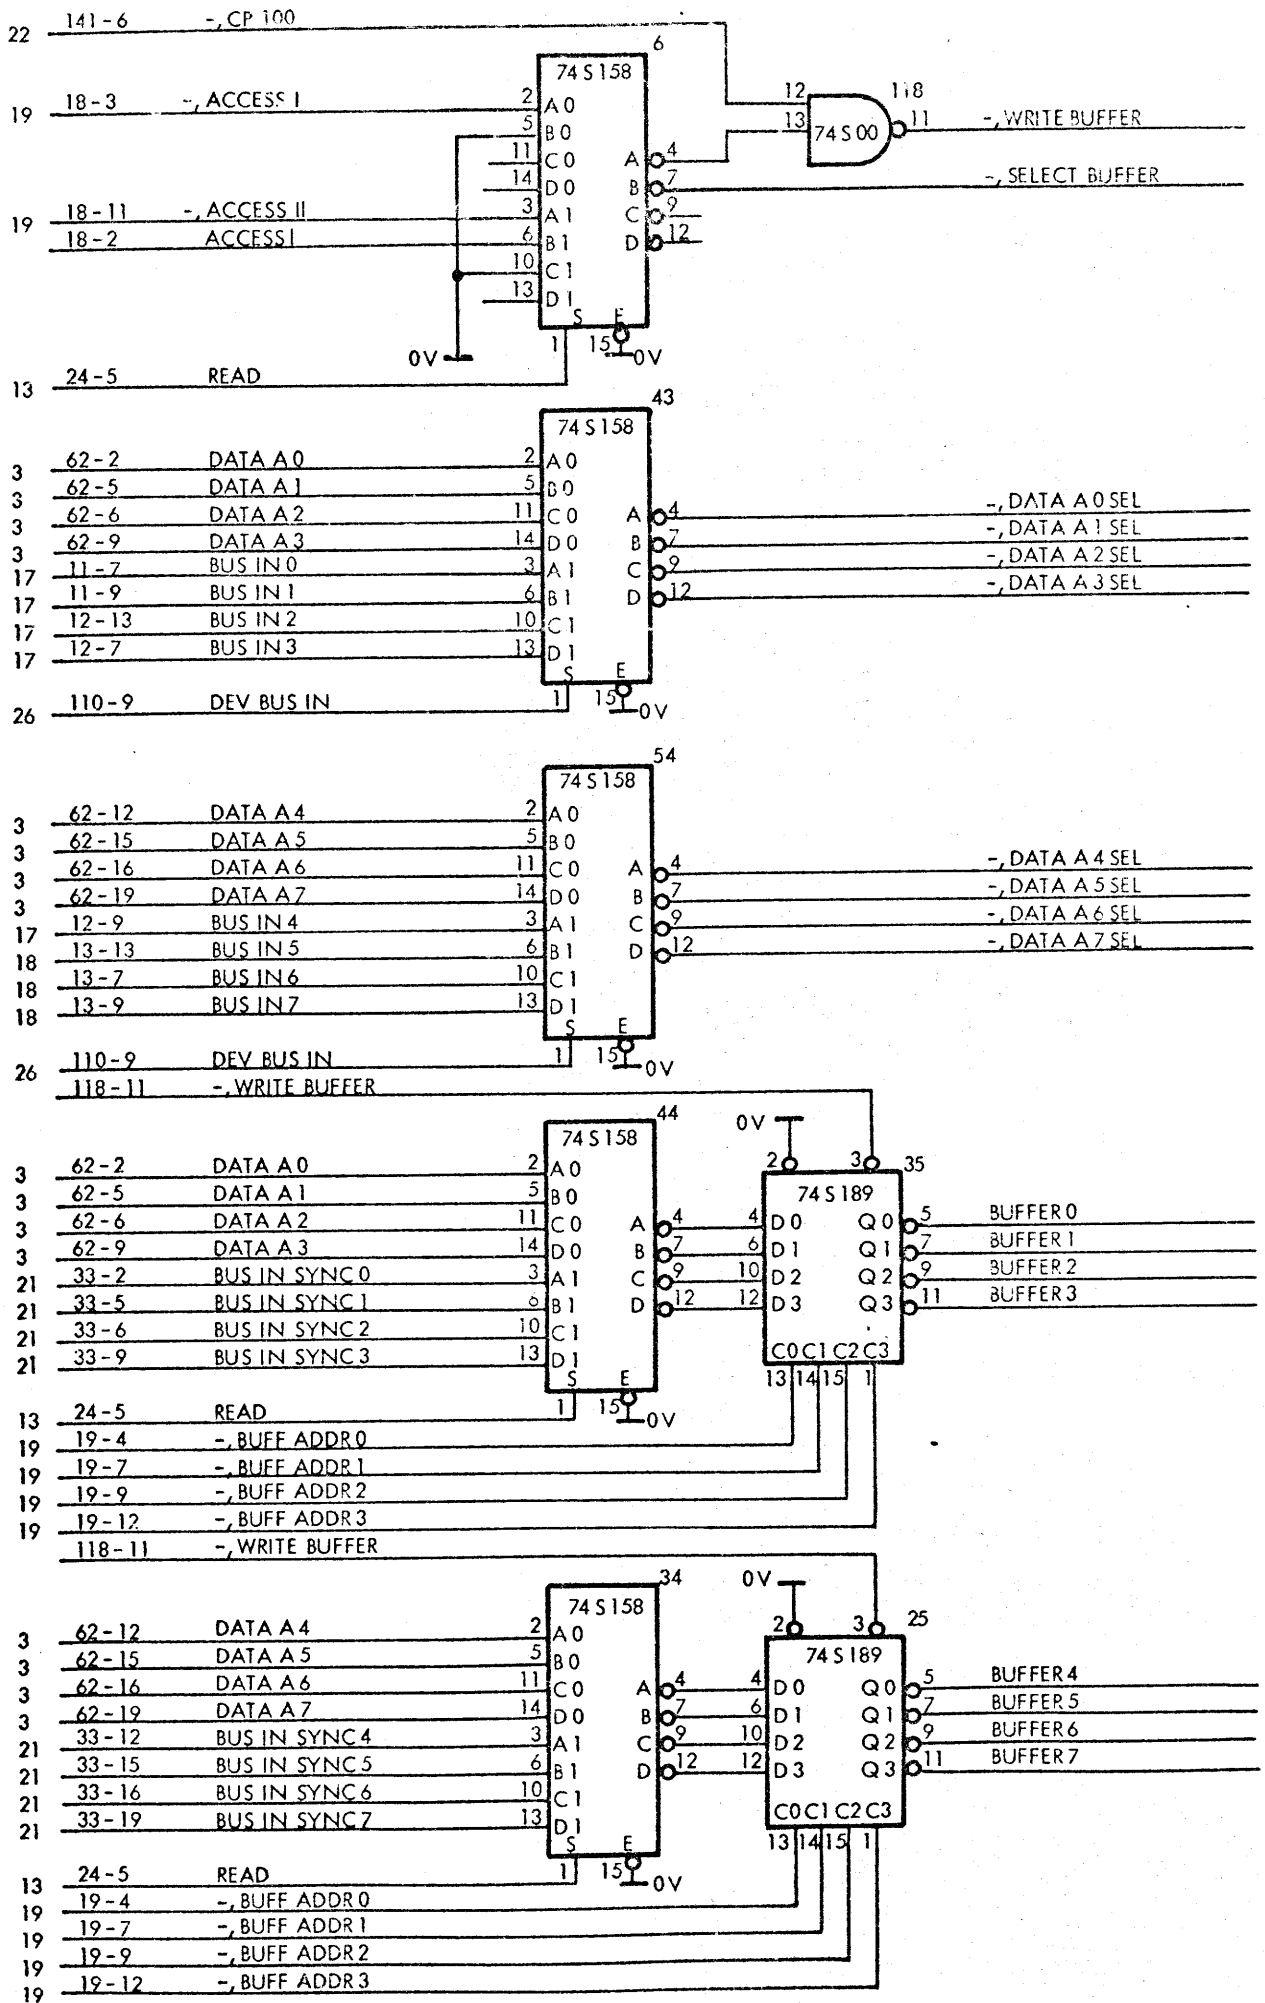 22 141-6 -,CP 100
6
74 S 158
19 18-3 -,ACCESS I 2 A0
5 B0
11 C0 A 4
14 D0 B 7
19 18-11 -,ACCESS II 3 A1 C 9
18-2 ACCESS I 6 B1 D 12
10 C1
13 D1
S E
1 15 0V
0V
12 118
13 74 S 00 11 -,WRITE BUFFER
-,SELECT BUFFER
13 24-5 READ
43
74 S 158
3 62-2 DATA A0 2 A0
3 62-5 DATA A1 5 B0
3 62-6 DATA A2 11 C0 A 4 -,DATA A0 SEL
3 62-9 DATA A3 14 D0 B 7 -,DATA A1 SEL
17 11-7 BUS IN 0 3 A1 C 9 -,DATA A2 SEL
17 11-9 BUS IN 1 6 B1 D 12 -,DATA A3 SEL
17 12-13 BUS IN 2 10 C1
17 12-7 BUS IN 3 13 D1
S E
26 110-9 DEV BUS IN 1 15 0V
54
74 S 158
3 62-12 DATA A4 2 A0
3 62-15 DATA A5 5 B0
3 62-16 DATA A6 11 C0 A 4 -,DATA A4 SEL
3 62-19 DATA A7 14 D0 B 7 -,DATA A5 SEL
17 12-9 BUS IN 4 3 A1 C 9 -,DATA A6 SEL
18 13-13 BUS IN 5 6 B1 D 12 -,DATA A7 SEL
18 13-7 BUS IN 6 10 C1
18 13-9 BUS IN 7 13 D1
S E
26 110-9 DEV BUS IN 1 15 0V
118-11 -,WRITE BUFFER
44 0V
74 S 158 2 3 35
3 62-2 DATA A0 2 A0 74 S 189
3 62-5 DATA A1 5 B0
3 62-6 DATA A2 11 C0 A 4 4 D0 Q0 5 BUFFER 0
3 62-9 DATA A3 14 D0 B 7 6 D1 Q1 7 BUFFER 1
21 33-2 BUS IN SYNC 0 3 A1 C 9 10 D2 Q2 9 BUFFER 2
21 33-5 BUS IN SYNC 1 6 B1 D 12 12 D3 Q3 11 BUFFER 3
21 33-6 BUS IN SYNC 2 10 C1
21 33-9 BUS IN SYNC 3 13 D1 C0 C1 C2 C3
S E 13 14 15 1
13 24-5 READ 1 15 0V
19 19-4 -,BUFF ADDR 0
19 19-7 -,BUFF ADDR 1
19 19-9 -,BUFF ADDR 2
19 19-12 -,BUFF ADDR 3
118-11 -,WRITE BUFFER
34 0V
74 S 158 2 3 25
3 62-12 DATA A4 2 A0 74 S 189
3 62-15 DATA A5 5 B0
3 62-16 DATA A6 11 C0 A 4 4 D0 Q0 5 BUFFER 4
3 62-19 DATA A7 14 D0 B 7 6 D1 Q1 7 BUFFER 5
21 33-12 BUS IN SYNC 4 3 A1 C 9 10 D2 Q2 9 BUFFER 6
21 33-15 BUS IN SYNC 5 6 B1 D 12 12 D3 Q3 11 BUFFER 7
21 33-16 BUS IN SYNC 6 10 C1
21 33-19 BUS IN SYNC 7 13 D1 C0 C1 C2 C3
S E 13 14 15 1
13 24-5 READ 1 15 0V
19 19-4 -,BUFF ADDR 0
19 19-7 -,BUFF ADDR 1
19 19-9 -,BUFF ADDR 2
19 19-12 -,BUFF ADDR 3